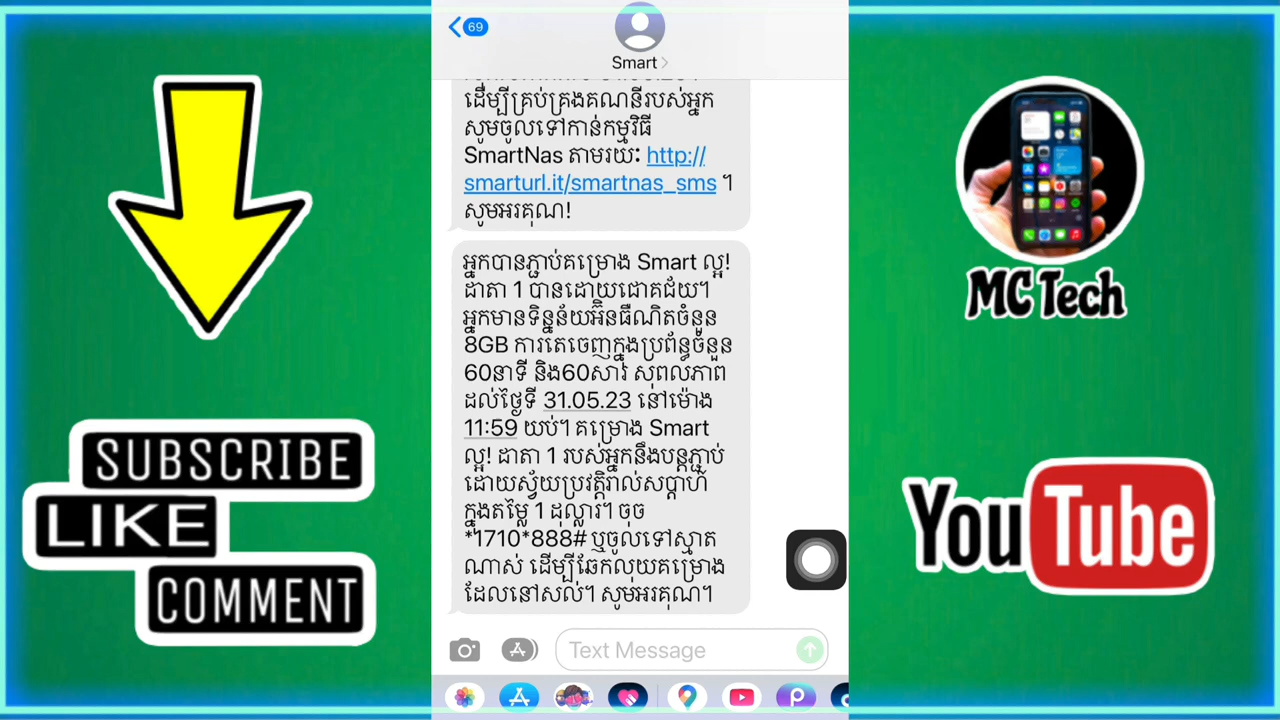 69
Smart
ដើម្បីគ្រប់គ្រងគណនីរបស់អ្នក
សូមចូលទៅកាន់កម្មវិធី
SmartNas តាមរយៈ http://
smarturl.it/smartnas_sms ។
សូមអរគុណ!
អ្នកបានភ្ជាប់គម្រោង Smart ល្អ!
ដាតា 1 បានដោយជោគជ័យ។
អ្នកមានទិន្នន័យអ៊ិនធឺណិតចំនួន
8GB ការតេចេញក្នុងប្រព័ន្ធចំនួន
60នាទី និង60សារ សុពលភាព
ដល់ថ្ងៃទី 31.05.23 នៅម៉ោង
11:59 យប់។ គម្រោង Smart
ល្អ! ដាតា 1 របស់អ្នកនឹងបន្តភ្ជាប់
ដោយស្វ័យប្រវត្តិរាល់សប្តាហ៍
ក្នុងតម្លៃ 1 ដុល្លារ។ ចុច
*1710*888# ឬចូលទៅស្មាត
ណាស់ ដើម្បីឆែកលុយគម្រោង
ដែលនៅសល់។ សូមអរគុណ។
Text Message
SUBSCRIBE
LIKE
COMMENT
MC Tech
YouTube